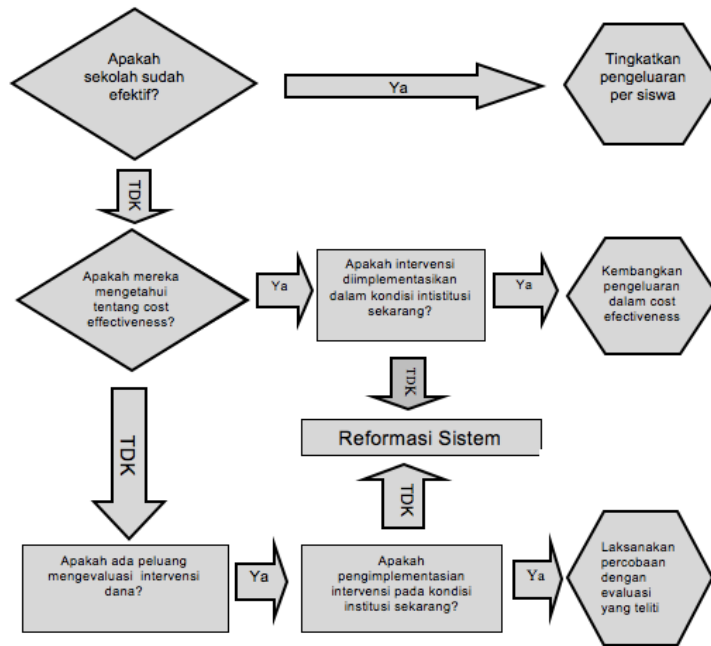 Apakah
sekolah sudah
efektif?
Ya
Tingkatkan
pengeluaran
per siswa
TDK
Apakah mereka
mengetahui
tentang cost
effectiveness?
Ya
Apakah intervensi
diimplementasikan
dalam kondisi intistitusi
sekarang?
Ya
Kembangkan
pengeluaran
dalam cost
efectiveness
TDK
TDK
Reformasi Sistem
TDK
Apakah ada peluang
mengevaluasi intervensi
dana?
Ya
Apakah
pengimplementasian
intervensi pada kondisi
institusi sekarang?
Ya
Laksanakan
percobaan
dengan
evaluasi
yang teliti